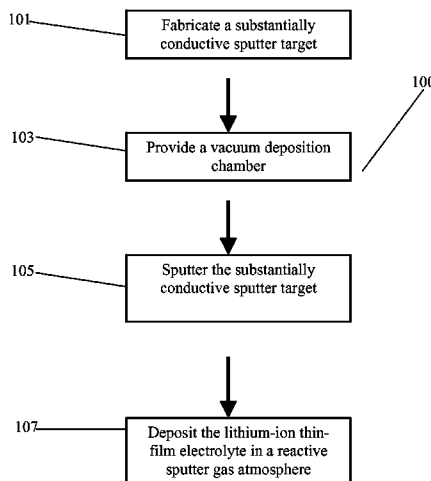 101
Fabricate a substantially
conductive sputter target
100
103
Provide a vacuum deposition
chamber
105
Sputter the substantially
conductive sputter target
107
Deposit the lithium-ion thin-
film electrolyte in a reactive
sputter gas atmosphere